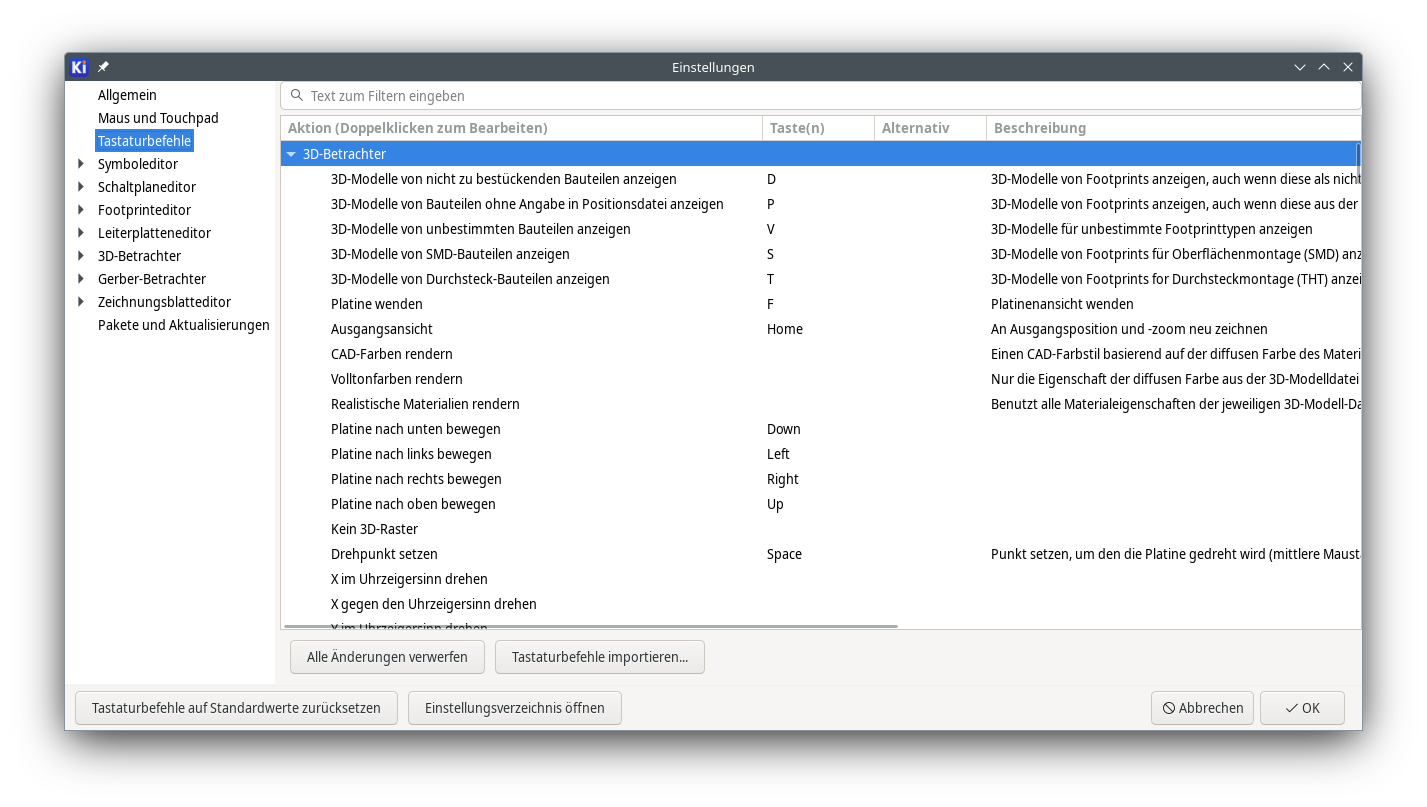 Ki
Einstellungen
Allgemein
Maus und Touchpad
Tastaturbefehle
Symboleditor
Schaltplaneditor
Footprinteditor
Leiterplatteneditor
3D-Betrachter
Gerber-Betrachter
Zeichnungsblatteditor
Pakete und Aktualisierungen
Text zum Filtern eingeben
Aktion (Doppelklicken zum Bearbeiten) Taste(n) Alternativ Beschreibung
3D-Betrachter
3D-Modelle von nicht zu bestückenden Bauteilen anzeigen D 3D-Modelle von Footprints anzeigen, auch wenn diese als nicht
3D-Modelle von Bauteilen ohne Angabe in Positionsdatei anzeigen P 3D-Modelle von Footprints anzeigen, auch wenn diese aus der
3D-Modelle von unbestimmten Bauteilen anzeigen V 3D-Modelle für unbestimmte Footprinttypen anzeigen
3D-Modelle von SMD-Bauteilen anzeigen S 3D-Modelle von Footprints für Oberflächenmontage (SMD) anz
3D-Modelle von Durchsteck-Bauteilen anzeigen T 3D-Modelle von Footprints for Durchsteckmontage (THT) anzei
Platine wenden F Platinenansicht wenden
Ausgangsansicht Home An Ausgangsposition und -zoom neu zeichnen
CAD-Farben rendern Einen CAD-Farbstil basierend auf der diffusen Farbe des Materi
Volltonfarben rendern Nur die Eigenschaft der diffusen Farbe aus der 3D-Modelldatei
Realistische Materialien rendern Benutzt alle Materialeigenschaften der jeweiligen 3D-Modell-Da
Platine nach unten bewegen Down
Platine nach links bewegen Left
Platine nach rechts bewegen Right
Platine nach oben bewegen Up
Kein 3D-Raster
Drehpunkt setzen Space Punkt setzen, um den die Platine gedreht wird (mittlere Maust
X im Uhrzeigersinn drehen
X gegen den Uhrzeigersinn drehen
Y im Uhrzeigersinn drehen
Alle Änderungen verwerfen Tastaturbefehle importieren...
Tastaturbefehle auf Standardwerte zurücksetzen Einstellungsverzeichnis öffnen Abbrechen OK